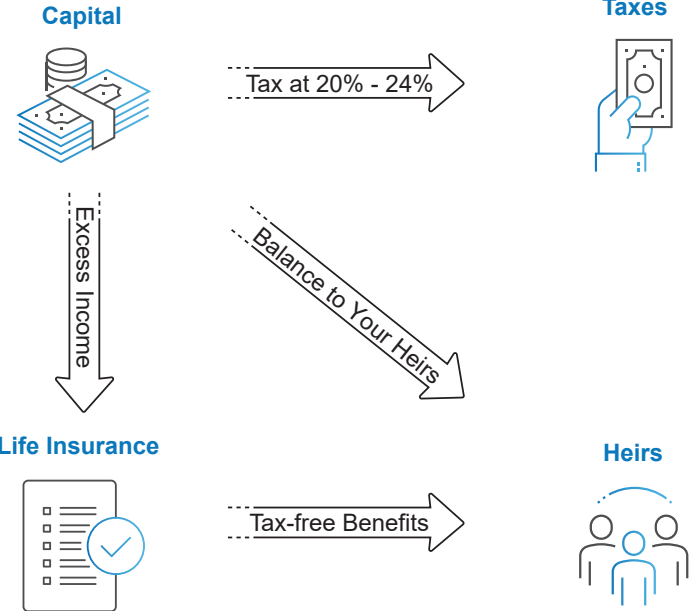 Capital
Taxes
Tax at 20% - 24%
Excess Income
Balance to Your Heirs
Life Insurance
Heirs
Tax-free Benefits